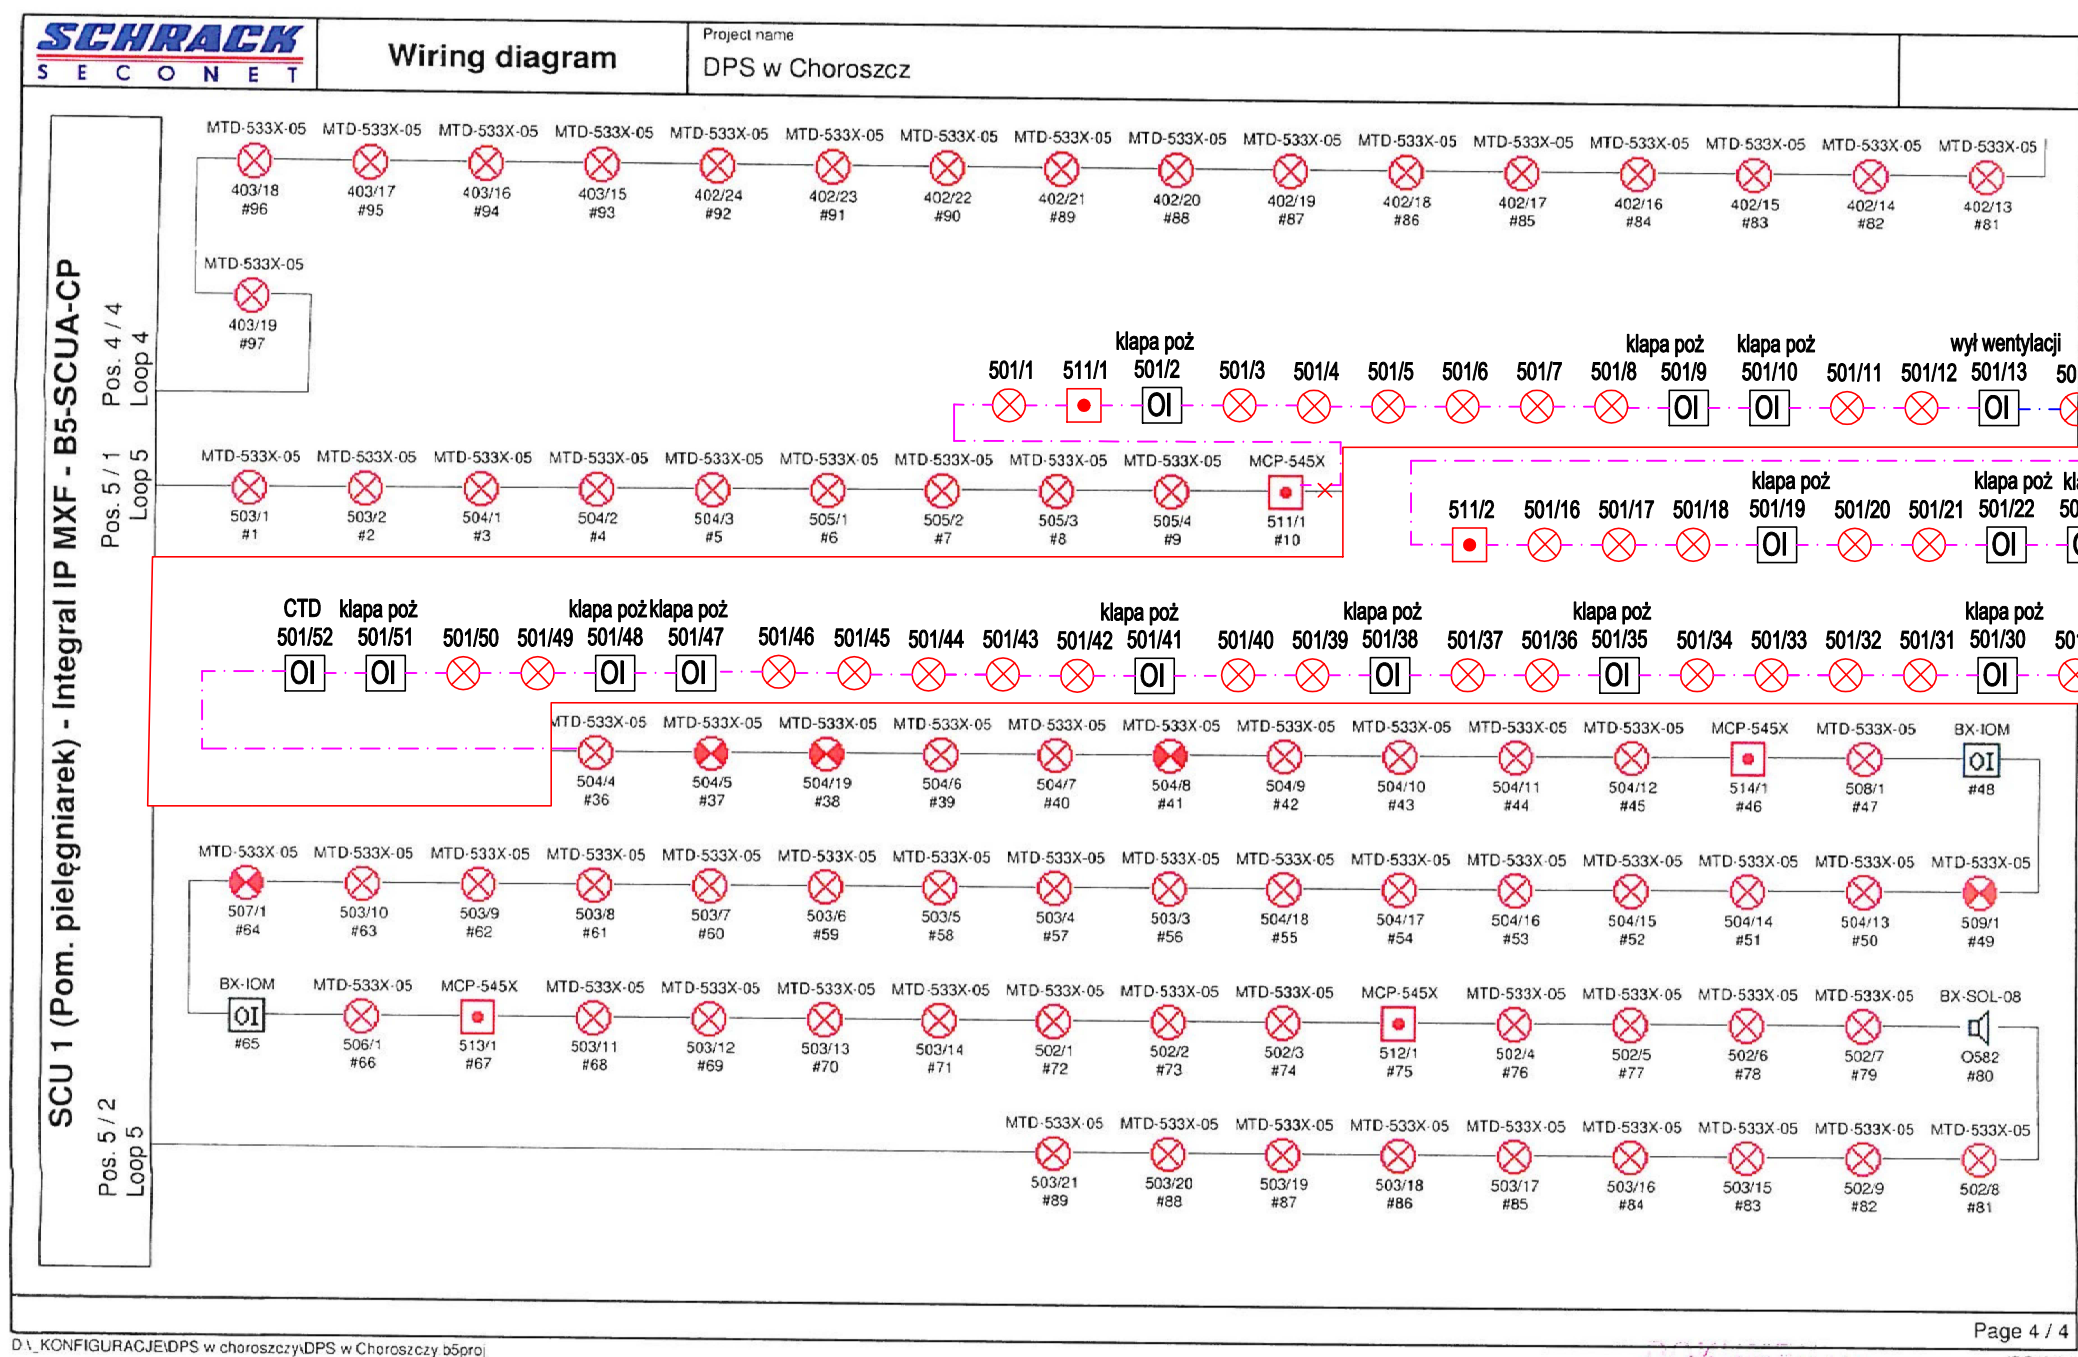 SCHRACK
SECONET
Wiring diagram
Project name
DPS w Choroszcz
SCU 1 (Pom. pielęgniarek) - Integral IP MXF - B5-SCUA-CP
Pos. 4 / 4
Loop 4
MTD-533X-05 MTD-533X-05 MTD-533X-05 MTD-533X-05 MTD-533X-05 MTD-533X-05 MTD-533X-05 MTD-533X-05 MTD-533X-05 MTD-533X-05 MTD-533X-05 MTD-533X-05 MTD-533X-05 MTD-533X-05 MTD-533X-05 MTD-533X-05
403/18 403/17 403/16 403/15 402/24 402/23 402/22 402/21 402/20 402/19 402/18 402/17 402/16 402/15 402/14 402/13
#96 #95 #94 #93 #92 #91 #90 #89 #88 #87 #86 #85 #84 #83 #82 #81
MTD-533X-05
403/19
#97
klapa poż klapa poż klapa poż wył wentylacji
501/1 511/1 501/2 501/3 501/4 501/5 501/6 501/7 501/8 501/9 501/10 501/11 501/12 501/13 50
OI OI OI OI
Pos. 5 / 1
Loop 5
MTD-533X-05 MTD-533X-05 MTD-533X-05 MTD-533X-05 MTD-533X-05 MTD-533X-05 MTD-533X-05 MTD-533X-05 MTD-533X-05 MCP-545X
503/1 503/2 504/1 504/2 504/3 505/1 505/2 505/3 505/4 511/1
#1 #2 #3 #4 #5 #6 #7 #8 #9 #10
klapa poż klapa poż kla
511/2 501/16 501/17 501/18 501/19 501/20 501/21 501/22 50
OI OI
CTD klapa poż klapa poż klapa poż klapa poż klapa poż klapa poż klapa poż
501/52 501/51 501/50 501/49 501/48 501/47 501/46 501/45 501/44 501/43 501/42 501/41 501/40 501/39 501/38 501/37 501/36 501/35 501/34 501/33 501/32 501/31 501/30 501
OI OI OI OI OI OI OI OI
MTD-533X-05 MTD-533X-05 MTD-533X-05 MTD-533X-05 MTD-533X-05 MTD-533X-05 MTD-533X-05 MTD-533X-05 MTD-533X-05 MTD-533X-05 MCP-545X MTD-533X-05 BX-IOM
OI
504/4 504/5 504/19 504/6 504/7 504/8 504/9 504/10 504/11 504/12 514/1 508/1
#36 #37 #38 #39 #40 #41 #42 #43 #44 #45 #46 #47 #48
MTD-533X-05 MTD-533X-05 MTD-533X-05 MTD-533X-05 MTD-533X-05 MTD-533X-05 MTD-533X-05 MTD-533X-05 MTD-533X-05 MTD-533X-05 MTD-533X-05 MTD-533X-05 MTD-533X-05 MTD-533X-05 MTD-533X-05 MTD-533X-05
507/1 503/10 503/9 503/8 503/7 503/6 503/5 503/4 503/3 504/18 504/17 504/16 504/15 504/14 504/13 509/1
#64 #63 #62 #61 #60 #59 #58 #57 #56 #55 #54 #53 #52 #51 #50 #49
BX-IOM MTD-533X-05 MCP-545X MTD-533X-05 MTD-533X-05 MTD-533X-05 MTD-533X-05 MTD-533X-05 MTD-533X-05 MTD-533X-05 MCP-545X MTD-533X-05 MTD-533X-05 MTD-533X-05 MTD-533X-05 BX-SOL-08
OI
506/1 513/1 503/11 503/12 503/13 503/14 502/1 502/2 502/3 512/1 502/4 502/5 502/6 502/7 O582
#65 #66 #67 #68 #69 #70 #71 #72 #73 #74 #75 #76 #77 #78 #79 #80
Pos. 5 / 2
Loop 5
MTD-533X-05 MTD-533X-05 MTD-533X-05 MTD-533X-05 MTD-533X-05 MTD-533X-05 MTD-533X-05 MTD-533X-05 MTD-533X-05
503/21 503/20 503/19 503/18 503/17 503/16 503/15 502/9 502/8
#89 #88 #87 #86 #85 #84 #83 #82 #81
Page 4 / 4
D:\_KONFIGURACJE\DPS w choroszczy\DPS w Choroszczy.b5proj